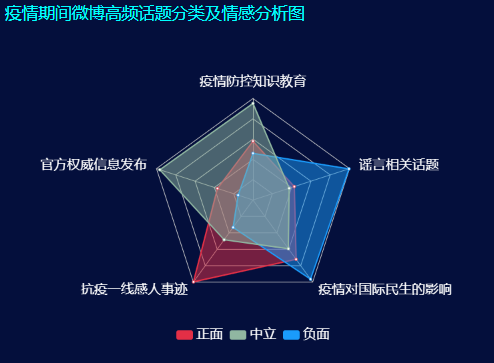 疫情期间微博高频话题分类及情感分析图
疫情防控知识教育
官方权威信息发布
谣言相关话题
抗疫一线感人事迹
疫情对国际民生的影响
正面 中立 负面